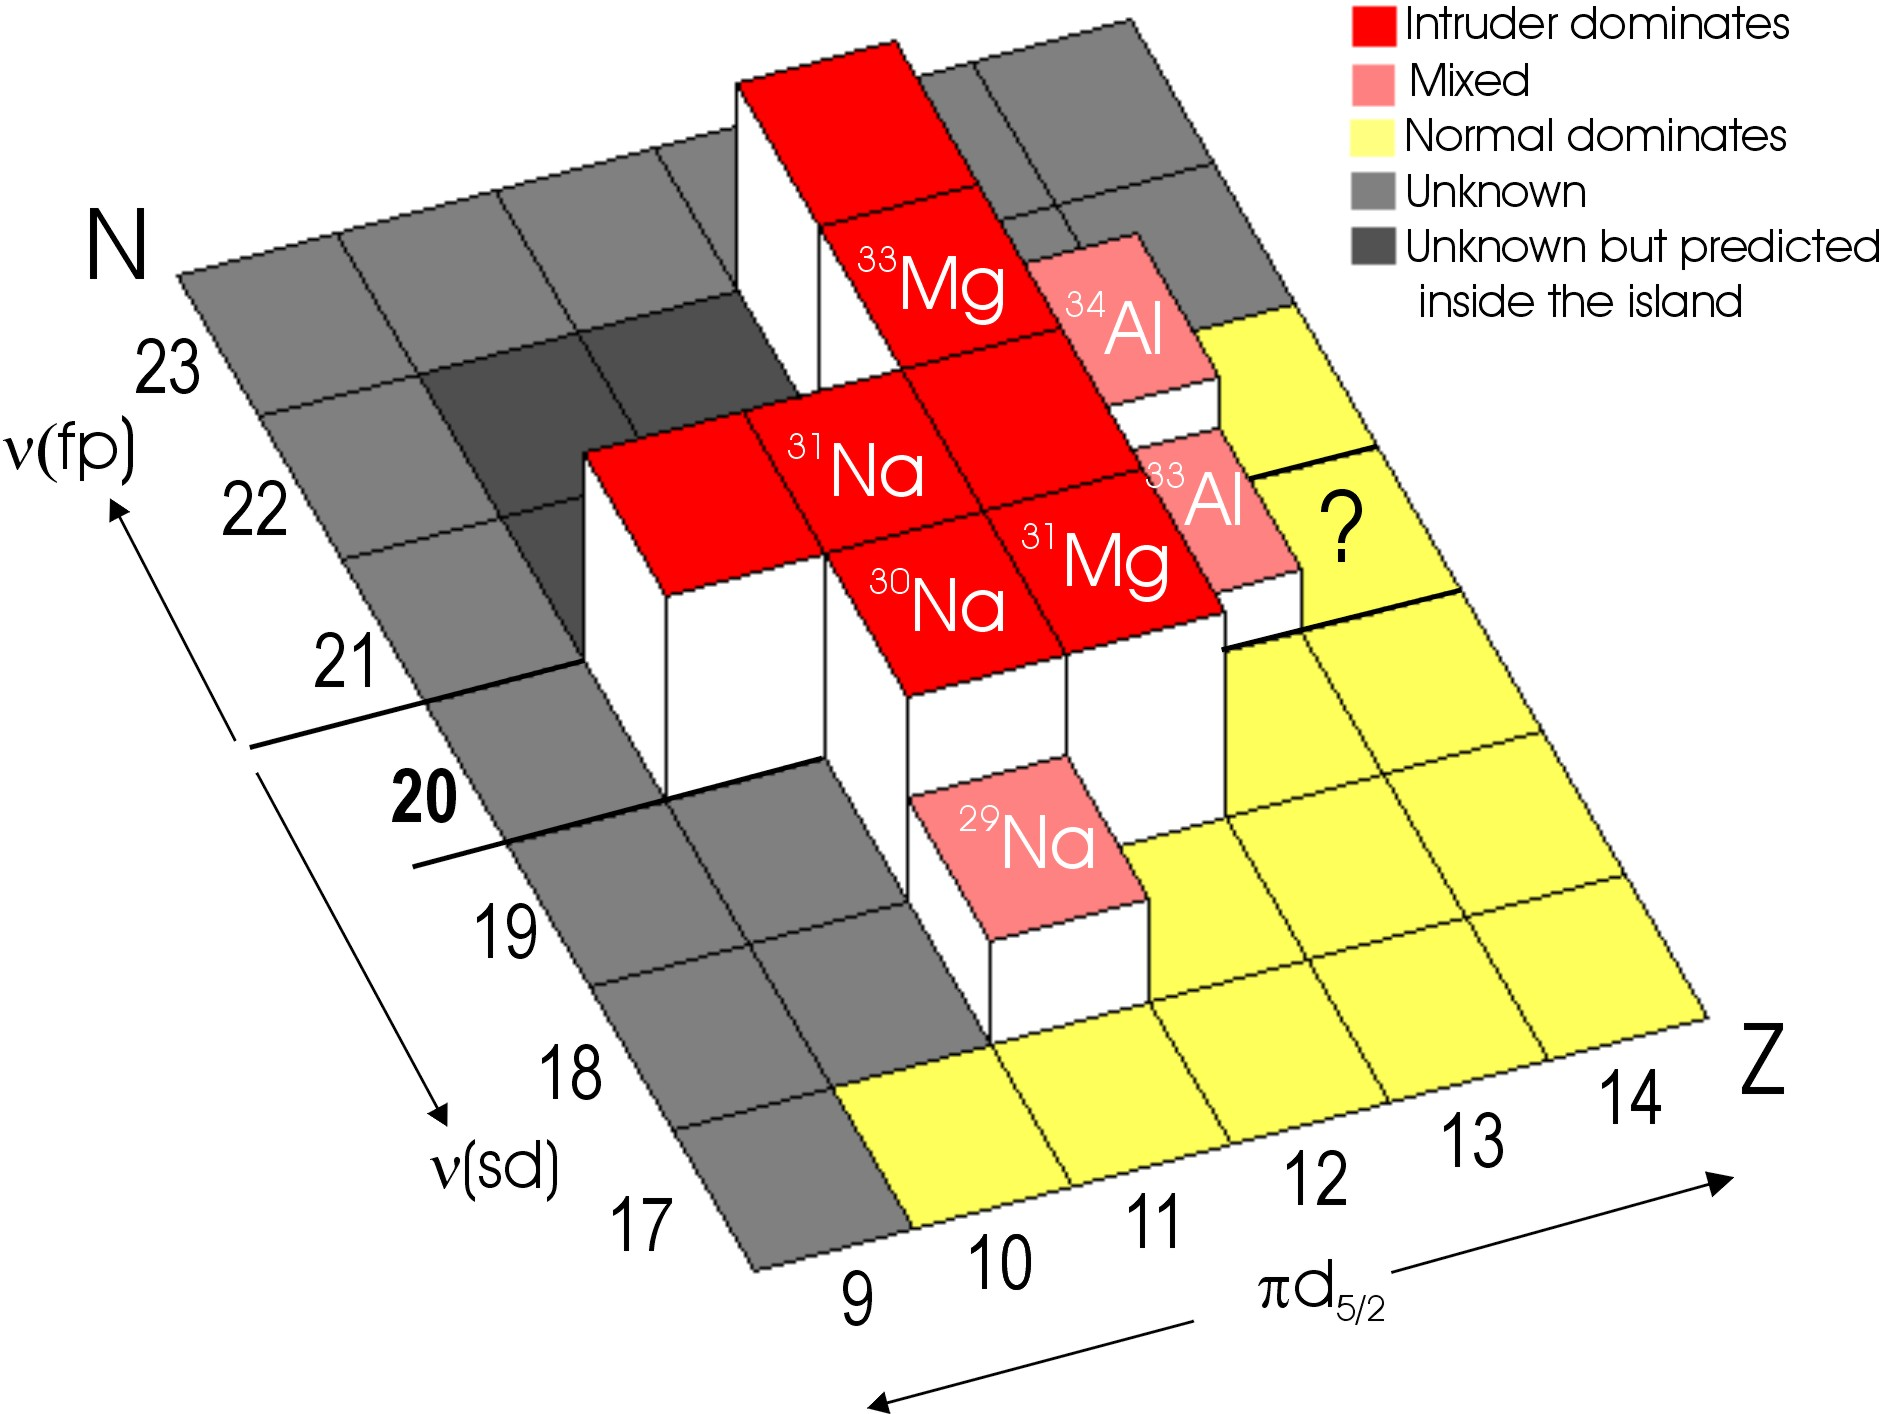 Intruder dominates
Mixed
Normal dominates
Unknown
Unknown but predicted
inside the island
N
23
22
21
20
19
18
17
ν(fp)
ν(sd)
33Mg
34Al
31Na
33Al
?
30Na
31Mg
29Na
Z
9
10
11
12
13
14
πd5/2